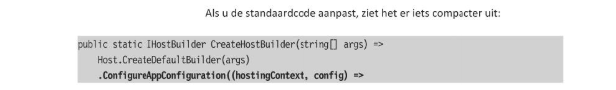 Als u de standaardcode aanpast, ziet het er iets compacter uit:
public static IHostBuilder CreateHostBuilder(string[] args) =>
Host.CreateDefaultBuilder(args)
.ConfigureAppConfiguration((hostingContext, config) =>